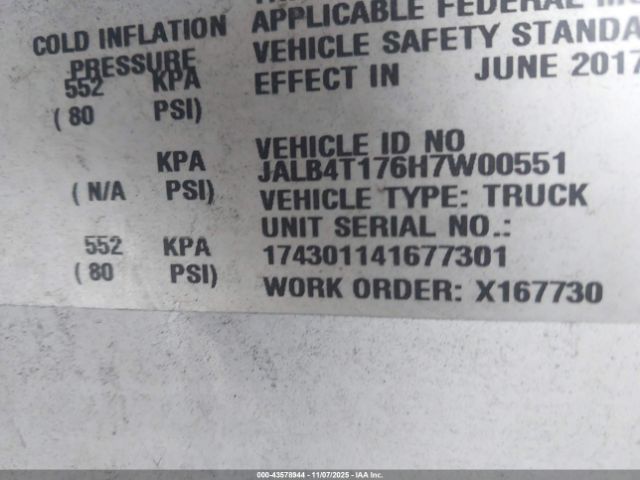 COLD INFLATION
PRESSURE
552 KPA
( 80 PSI)
KPA
( N/A PSI)
552 KPA
( 80 PSI)
APPLICABLE FEDERAL
VEHICLE SAFETY STANDA
EFFECT IN JUNE 2017
VEHICLE ID NO
JALB4T176H7W00551
VEHICLE TYPE: TRUCK
UNIT SERIAL NO.:
174301141677301
WORK ORDER: X167730
000-43578944 - 11/07/2025 - IAA Inc.